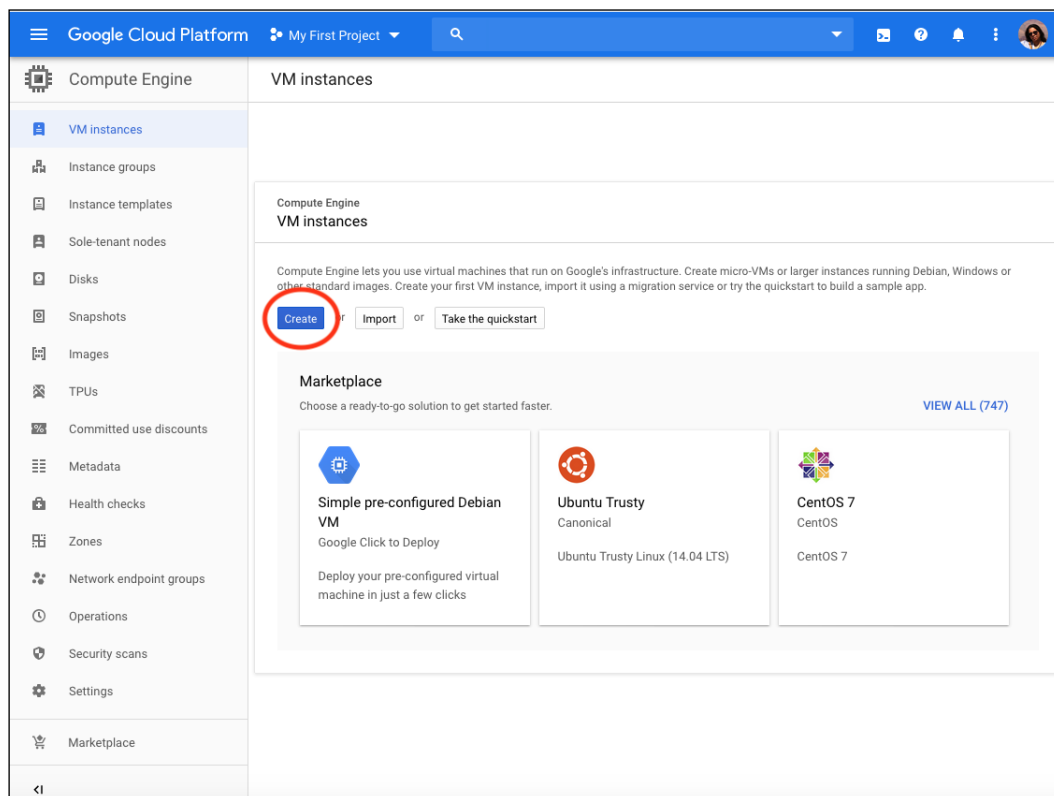 Google Cloud Platform
My First Project
Compute Engine
VM instances
VM instances
Instance groups
Instance templates
Sole-tenant nodes
Disks
Snapshots
Images
TPUs
Committed use discounts
Metadata
Health checks
Zones
Network endpoint groups
Operations
Security scans
Settings
Marketplace
Compute Engine
VM instances
Compute Engine lets you use virtual machines that run on Google's infrastructure. Create micro-VMs or larger instances running Debian, Windows or
other standard images. Create your first VM instance, import it using a migration service or try the quickstart to build a sample app.
Create or Import or Take the quickstart
Marketplace
Choose a ready-to-go solution to get started faster.
VIEW ALL (747)
Simple pre-configured Debian
VM
Google Click to Deploy
Deploy your pre-configured virtual
machine in just a few clicks
Ubuntu Trusty
Canonical
Ubuntu Trusty Linux (14.04 LTS)
CentOS 7
CentOS
CentOS 7